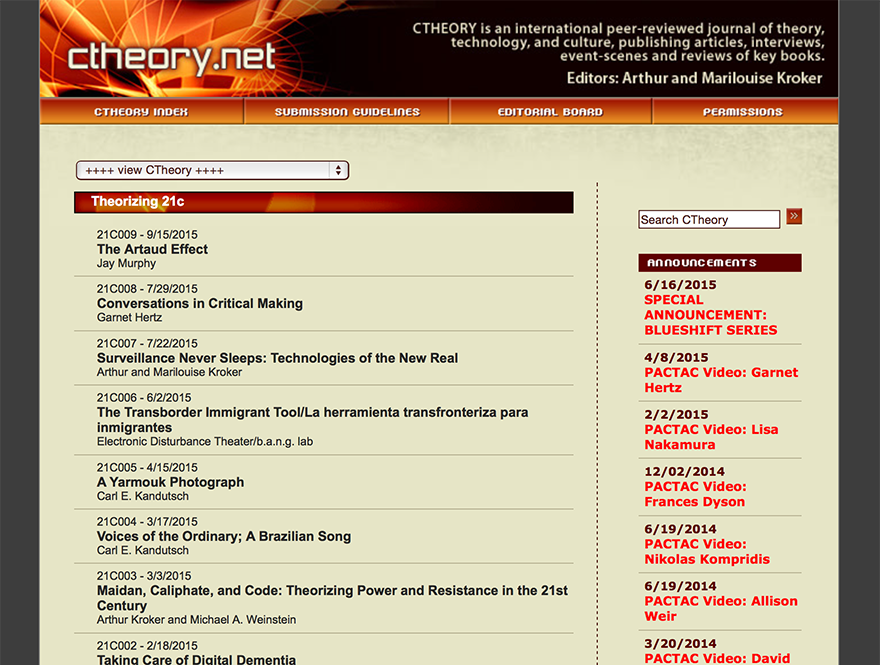 ctheory.net
CTHEORY is an international peer-reviewed journal of theory,
technology, and culture, publishing articles, interviews,
event-scenes and reviews of key books.
Editors: Arthur and Marilouise Kroker
CTHEORY INDEX
SUBMISSION GUIDELINES
EDITORIAL BOARD
PERMISSIONS
++++ view CTheory ++++
Theorizing 21c
21C009 - 9/15/2015
The Artaud Effect
Jay Murphy
21C008 - 7/29/2015
Conversations in Critical Making
Garnet Hertz
21C007 - 7/22/2015
Surveillance Never Sleeps: Technologies of the New Real
Arthur and Marilouise Kroker
21C006 - 6/2/2015
The Transborder Immigrant Tool/La herramienta transfronteriza para
inmigrantes
Electronic Disturbance Theater/b.a.n.g. lab
21C005 - 4/15/2015
A Yarmouk Photograph
Carl E. Kandutsch
21C004 - 3/17/2015
Voices of the Ordinary; A Brazilian Song
Carl E. Kandutsch
21C003 - 3/3/2015
Maidan, Caliphate, and Code: Theorizing Power and Resistance in the 21st
Century
Arthur Kroker and Michael A. Weinstein
21C002 - 2/18/2015
Taking Care of Digital Dementia
Search CTheory
»
ANNOUNCEMENTS
6/16/2015
SPECIAL
ANNOUNCEMENT:
BLUESHIFT SERIES
4/8/2015
PACTAC Video: Garnet
Hertz
2/2/2015
PACTAC Video: Lisa
Nakamura
12/02/2014
PACTAC Video:
Frances Dyson
6/19/2014
PACTAC Video:
Nikolas Kompridis
6/19/2014
PACTAC Video: Allison
Weir
3/20/2014
PACTAC Video: David